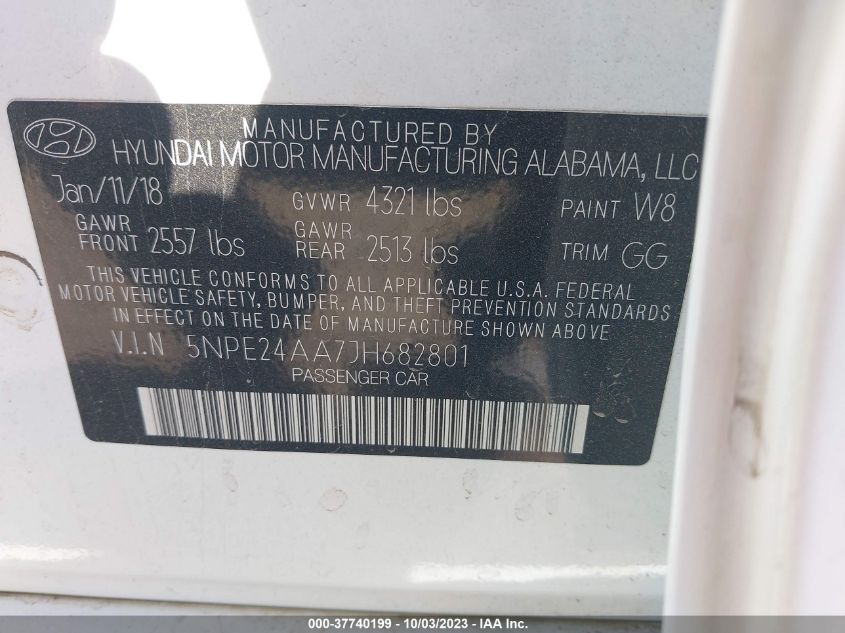 MANUFACTURED BY
HYUNDAI MOTOR MANUFACTURING ALABAMA, LLC
Jan/11/18 GVWR 4321 lbs PAINT W8
GAWR FRONT 2557 lbs GAWR REAR 2513 lbs TRIM GG
THIS VEHICLE CONFORMS TO ALL APPLICABLE U.S.A. FEDERAL
MOTOR VEHICLE SAFETY, BUMPER, AND THEFT PREVENTION STANDARDS
IN EFFECT ON THE DATE OF MANUFACTURE SHOWN ABOVE
V.I.N 5NPE24AA7JH682801
PASSENGER CAR
000-37740199 - 10/03/2023 - IAA Inc.